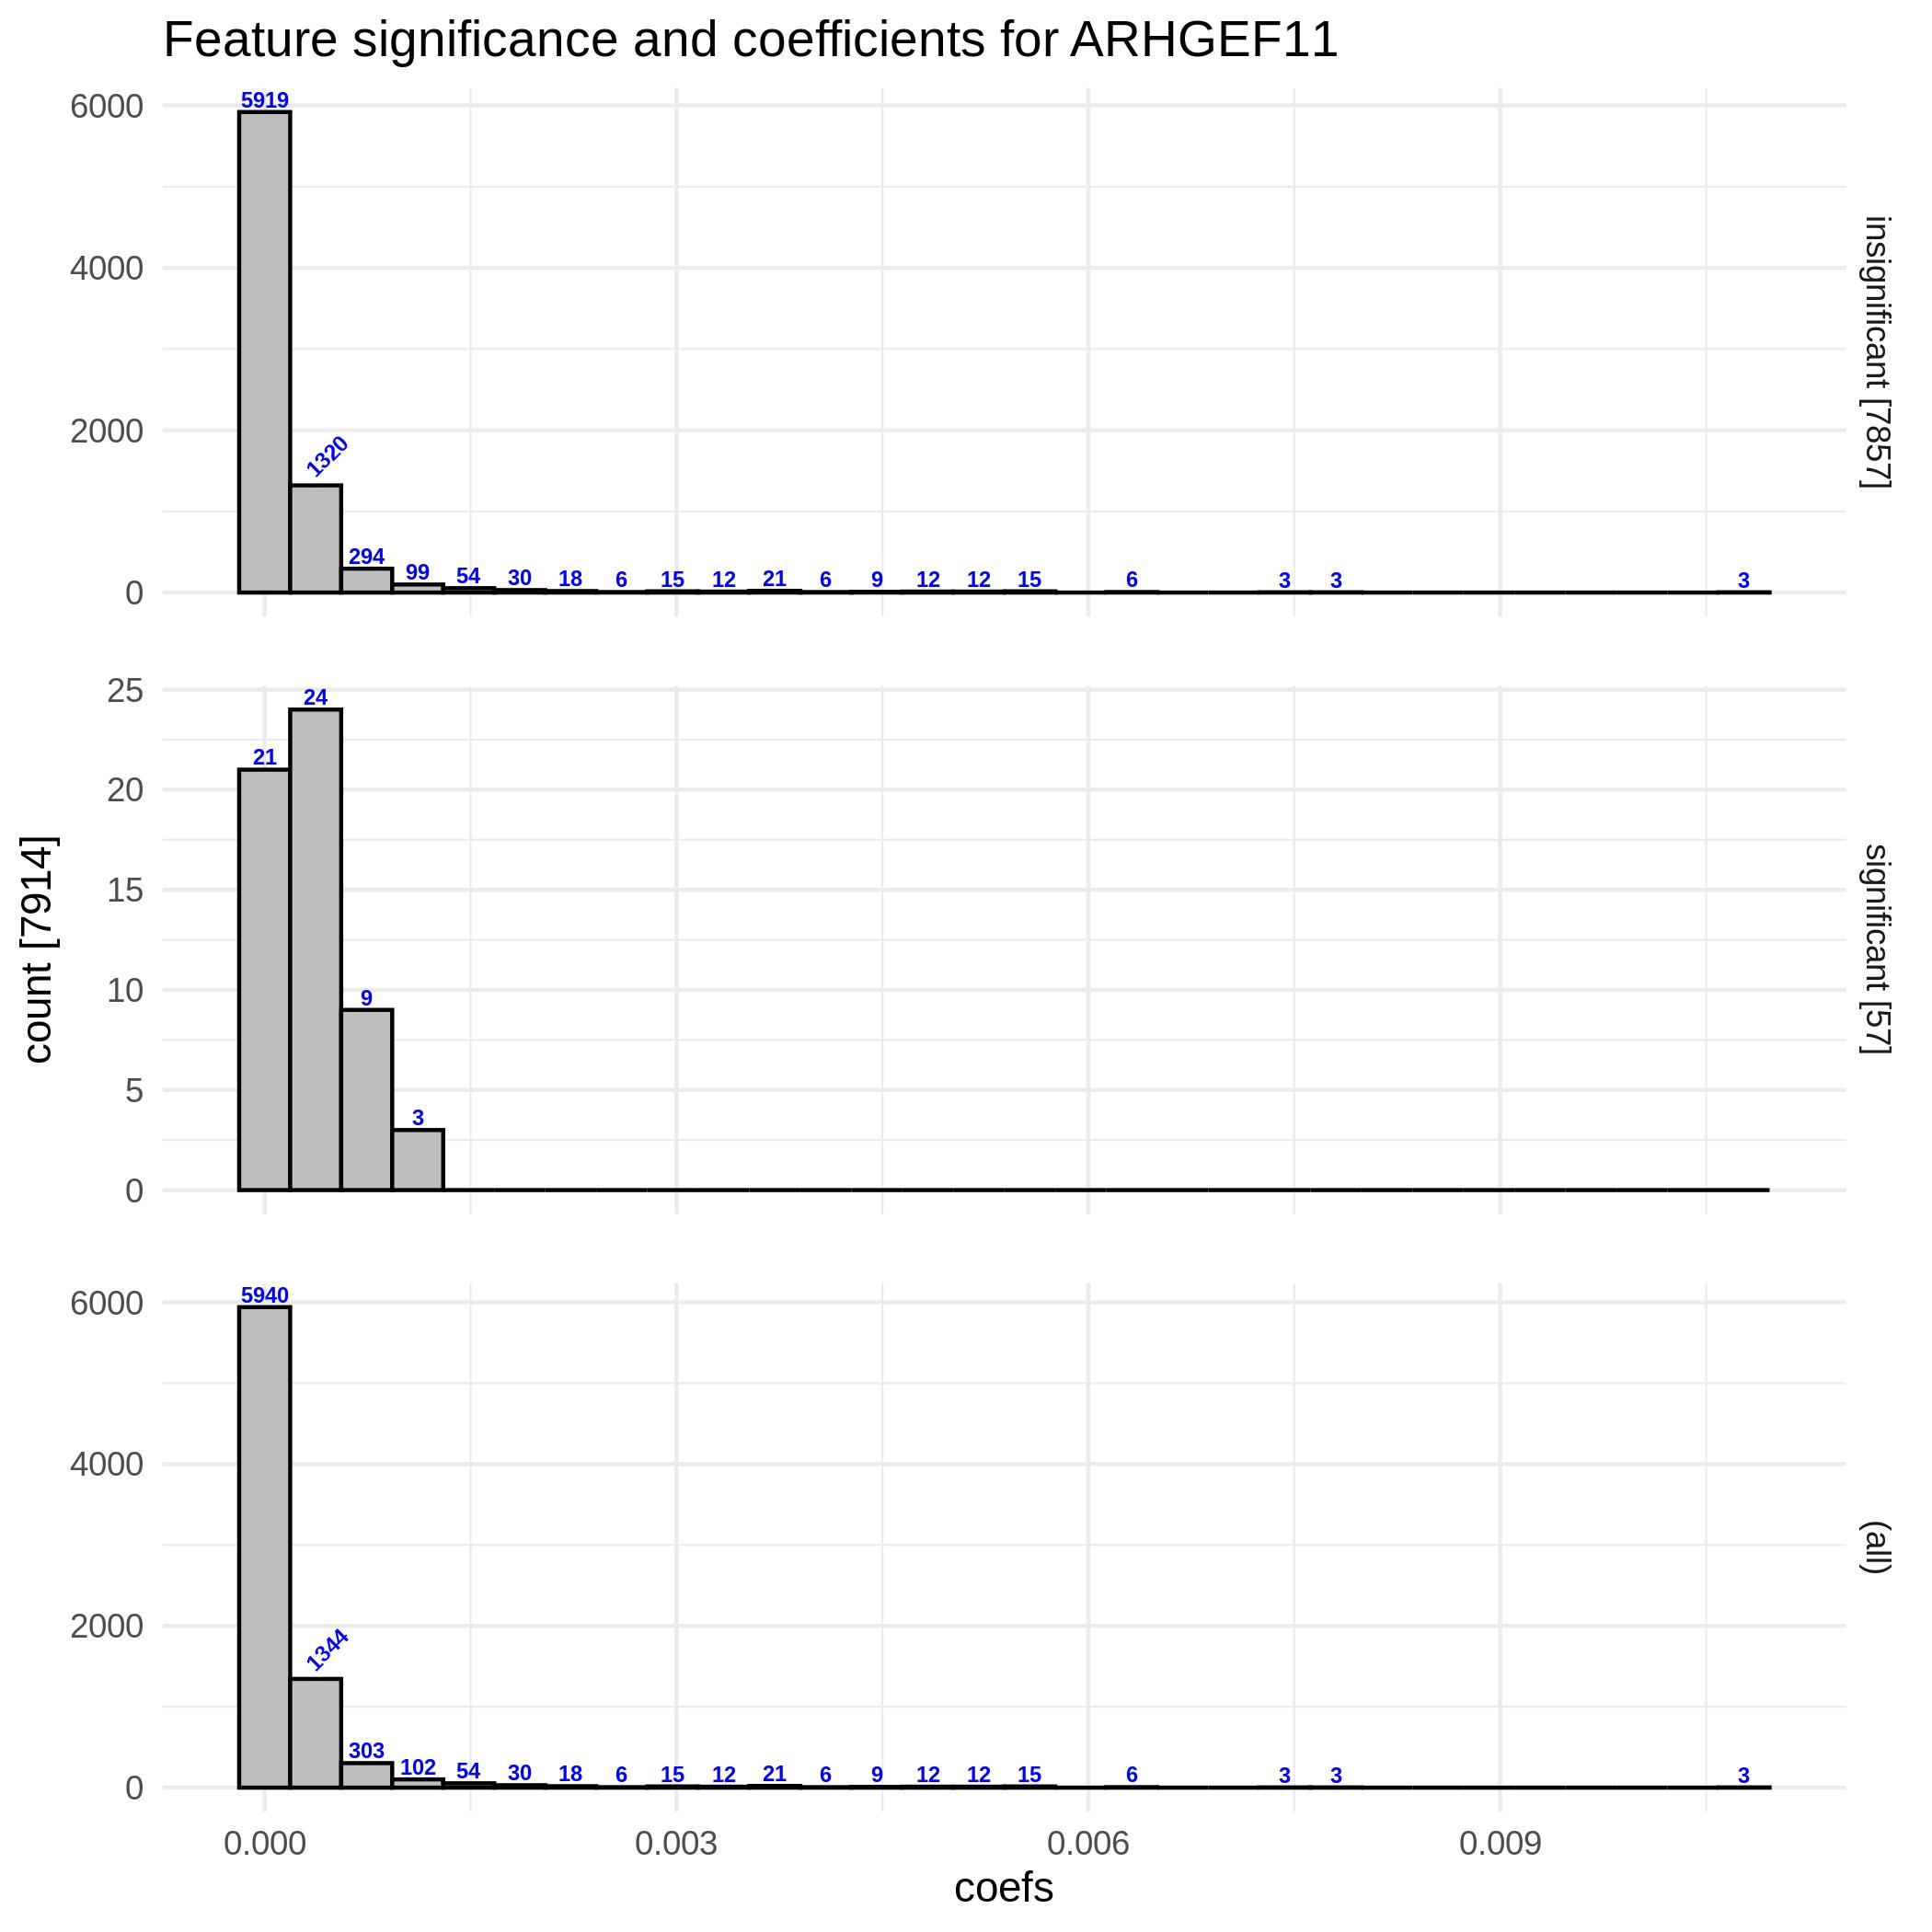 Feature significance and coefficients for ARHGEF11
6000
4000
2000
0
5919
1320
294 99 54 30 18 6 15 12 21 6 9 12 12 15 6 3 3 3
insignificant [7857]
count [7914]
25
20
15
10
5
0
21
24
9
3
significant [57]
6000
4000
2000
0
5940
1344
303 102 54 30 18 6 15 12 21 6 9 12 12 15 6 3 3 3
(all)
0.000 0.003 0.006 0.009
coefs